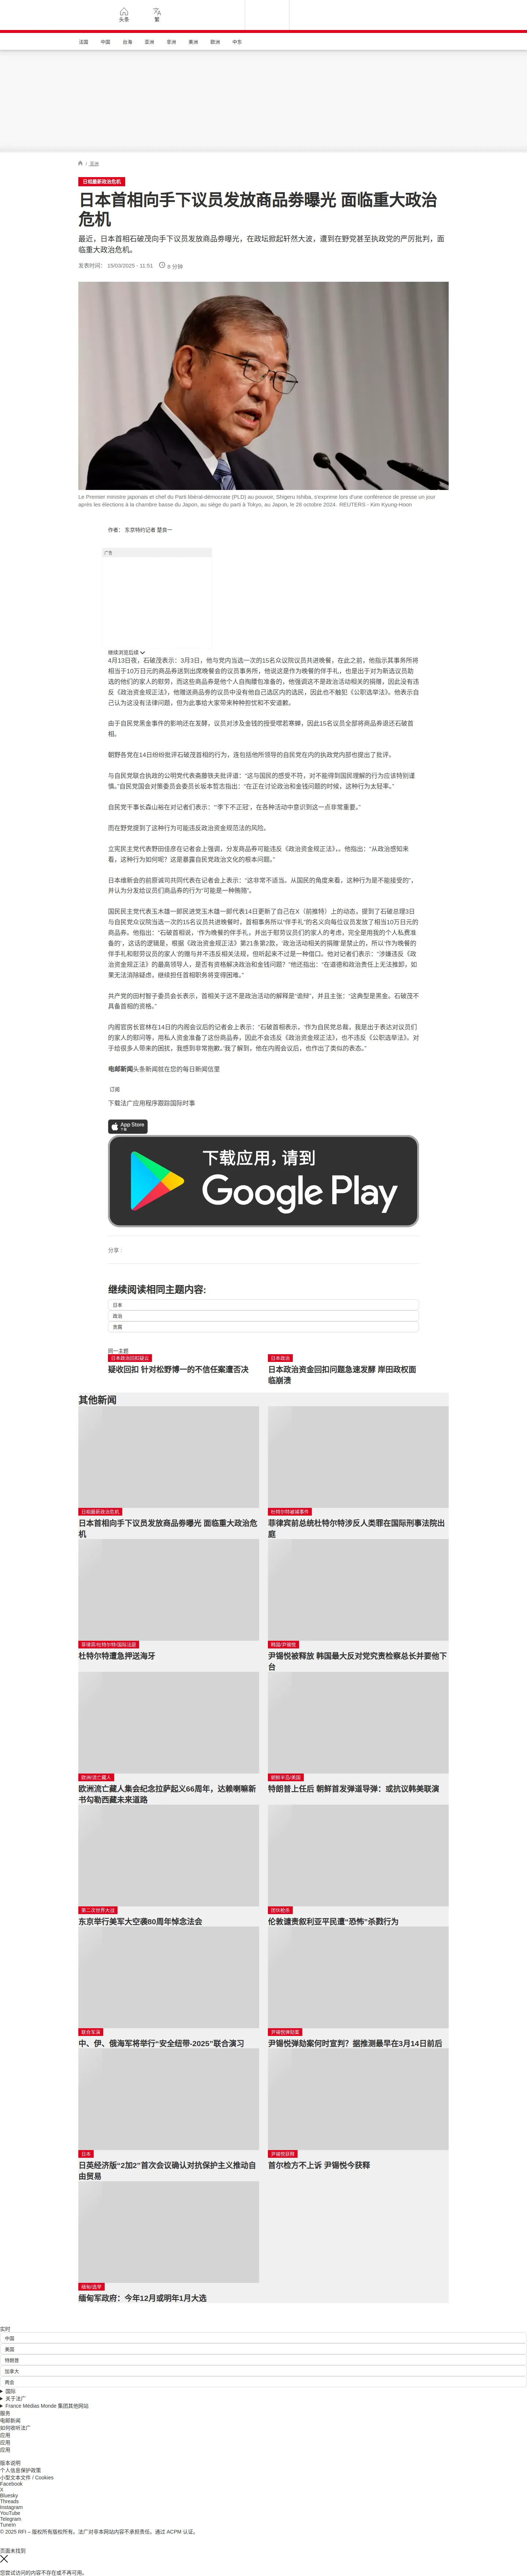 头条
繁
法国
中国
台海
亚洲
非洲
美洲
欧洲
中东
/ 亚洲
日相最新政治危机
日本首相向手下议员发放商品劵曝光 面临重大政治
危机
最近，日本首相石破茂向手下议员发放商品劵曝光，在政坛掀起轩然大波，遭到在野党甚至执政党的严厉批判，面
临重大政治危机。
发表时间： 15/03/2025 - 11:51
8 分钟
Le Premier ministre japonais et chef du Parti libéral-démocrate (PLD) au pouvoir, Shigeru Ishiba, s'exprime lors d'une conférence de presse un jour
après les élections à la chambre basse du Japon, au siège du parti à Tokyo, au Japon, le 28 octobre 2024. REUTERS - Kim Kyung-Hoon
作者： 东京特约记者 楚良一
广告
继续浏览后续
4月13日夜，石破茂表示：3月3日，他与党内当选一次的15名众议院议员共进晚餐，在此之前，他指示其事务所将
相当于10万日元的商品券送到出席晚餐会的议员事务所，他说这是作为晚餐的伴手礼，也是出于对为新选议员励
选的他们的家人的慰劳，而这些商品券是他个人自掏腰包准备的，他强调这不是政治活动相关的捐赠，因此没有违
反《政治资金规正法》，他赠送商品劵的议员中没有他自己选区内的选民，因此也不触犯《公职选举法》。他表示自
己认为这没有法律问题，但为此事给大家带来种种担忧和不安道歉。
由于自民党黑金事件的影响还在发酵，议员对涉及金钱的授受噤若寒蝉，因此15名议员全部将商品券退还石破首
相。
朝野各党在14日纷纷批评石破茂首相的行为，连包括他所领导的自民党在内的执政党内部也提出了批评。
与自民党联合执政的公明党代表斋藤铁夫批评道：“这与国民的感受不符，对不能得到国民理解的行为应该特别谨
慎。”自民党国会对策委员会委员长坂本哲志指出：“在正在讨论政治和金钱问题的时候，这种行为太轻率。”
自民党干事长森山裕在对记者们表示：“‘李下不正冠’，在各种活动中意识到这一点非常重要。”
而在野党提到了这种行为可能违反政治资金规范法的风险。
立宪民主党代表野田佳彦在记者会上强调，分发商品券可能违反《政治资金规正法》，。他指出：“从政治感知来
看，这种行为如何呢？这是暴露自民党政治文化的根本问题。”
日本维新会的前原诚司共同代表在记者会上表示：“这非常不适当。从国民的角度来看，这种行为是不能接受的”，
并认为分发给议员们商品券的行为“可能是一种贿赂”。
国民民主党代表玉木雄一郎民进党玉木雄一郎代表14日更新了自己在X（前推特）上的动态，提到了石破总理3日
与自民党众议院当选一次的15名议员共进晚餐时，首相事务所以“伴手礼”的名义向每位议员发放了相当10万日元的
商品券。他指出：“石破首相说，‘作为晚餐的伴手礼，并出于慰劳议员们的家人的考虑，完全是用我的个人私费准
备的’，这话的逻辑是，根据《政治资金规正法》第21条第2款，‘政治活动相关的捐赠’是禁止的，所以‘作为晚餐的
伴手礼和慰劳议员的家人’的赠与并不违反相关法规，但听起来不过是一种借口。他对记者们表示：“涉嫌违反《政
治资金规正法》的最高领导人，是否有资格解决政治和金钱问题？”他还指出：“在道德和政治责任上无法推卸，如
果无法消除疑虑，继续担任首相职务将变得困难。”
共产党的田村智子委员会长表示，首相关于这不是政治活动的解释是“诡辩”，并且主张：“这典型是黑金。石破茂不
具备首相的资格。”
内阁官房长官林在14日的内阁会议后的记者会上表示：“石破首相表示，‘作为自民党总裁，我是出于表达对议员们
的家人的慰问等，用私人资金准备了这份商品券，因此不会违反《政治资金规正法》，也不违反《公职选举法》。对
于给很多人带来的困扰，我感到非常抱歉。’我了解到，他在内阁会议后，也作出了类似的表态。”
电邮新闻头条新闻就在您的每日新闻信里
订阅
下载法广应用程序跟踪国际时事
App Store
下载
下载应用，请到
Google Play
分享 :
继续阅读相同主题内容:
日本
政治
贪腐
同一主题
日本政治回扣疑云
疑收回扣 针对松野博一的不信任案遭否决
日本政治
日本政治资金回扣问题急速发酵 岸田政权面
临崩溃
其他新闻
日相最新政治危机
日本首相向手下议员发放商品劵曝光 面临重大政治危
机
杜特尔特被捕事件
菲律宾前总统杜特尔特涉反人类罪在国际刑事法院出
庭
菲律宾/杜特尔特/国际法庭
杜特尔特遭急押送海牙
韩国/尹锡悦
尹锡悦被释放 韩国最大反对党究责检察总长并要他下
台
欧洲/流亡藏人
欧洲流亡藏人集会纪念拉萨起义66周年，达赖喇嘛新
书勾勒西藏未来道路
朝鲜半岛/美国
特朗普上任后 朝鲜首发弹道导弹：或抗议韩美联演
第二次世界大战
东京举行美军大空袭80周年悼念法会
团伙枪杀
伦敦谴责叙利亚平民遭“恐怖”杀戮行为
联合军演
中、伊、俄海军将举行“安全纽带-2025”联合演习
尹锡悦弹劾案
尹锡悦弹劾案何时宣判？据推测最早在3月14日前后
日本
日英经济版“2加2”首次会议确认对抗保护主义推动自
由贸易
尹锡悦获释
首尔检方不上诉 尹锡悦今获释
缅甸/选举
缅甸军政府：今年12月或明年1月大选
实时
中国
美国
特朗普
加拿大
两会
国际
关于法广
France Médias Monde 集团其他网站
服务
电邮新闻
如何收听法广
应用
应用
应用
版本说明
个人信息保护政策
小型文本文件 / Cookies
Facebook
X
Bluesky
Threads
Instagram
YouTube
Telegram
TuneIn
© 2025 RFI – 版权所有版权所有。法广对非本网站内容不承担责任。通过 ACPM 认证。
页面未找到
您尝试访问的内容不存在或不再可用。